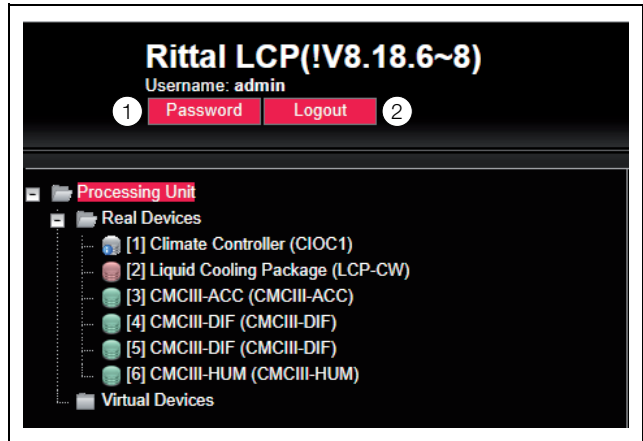 Rittal LCP(!V8.18.6~8)
Username: admin
1 Password Logout 2
Processing Unit
Real Devices
[1] Climate Controller (CIOC1)
[2] Liquid Cooling Package (LCP-CW)
[3] CMCIII-ACC (CMCIII-ACC)
[4] CMCIII-DIF (CMCIII-DIF)
[5] CMCIII-DIF (CMCIII-DIF)
[6] CMCIII-HUM (CMCIII-HUM)
Virtual Devices